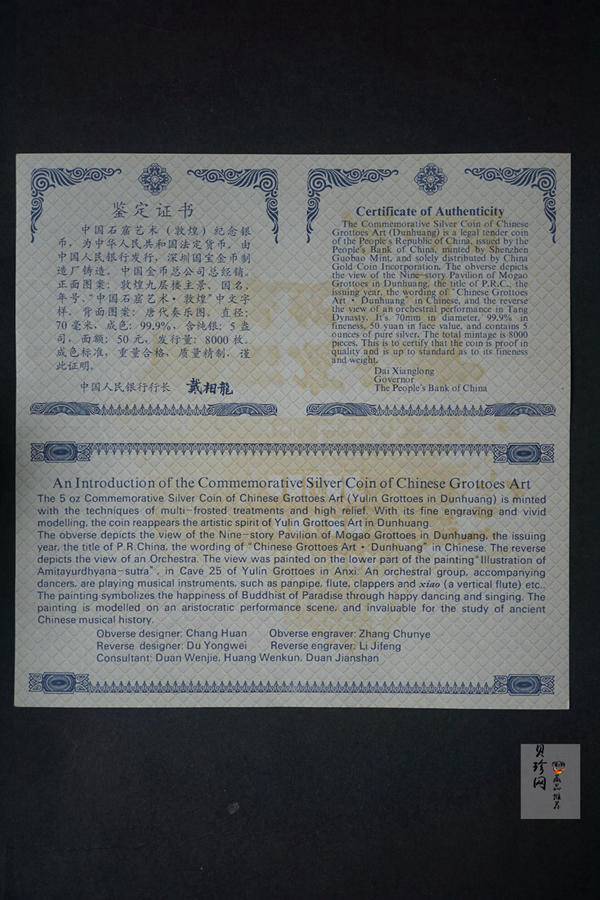 鉴定证书
中国石窟艺术（敦煌）纪念银
币，为中华人民共和国法定货币。由
中国人民银行发行，深圳国宝金币制
造厂铸造，中国金币总公司总经销。
正面图案：敦煌九层楼主景、国名、
年号、“中国石窟艺术·敦煌”中文字
样。背面图案：唐代奏乐图。直径：
70毫米，成色：99.9%，含纯银：5盎
司，面额：50元，发行量：8000枚。
成色标准，重量合格，质量精制，谨
此证明。
中国人民银行行长 戴相龍
Certificate of Authenticity
The Commemorative Silver Coin of Chinese
Grottoes Art (Dunhuang) is a legal tender coin
of the People's Republic of China, issued by the
People's Bank of China, minted by Shenzhen
Guobao Mint, and solely distributed by China
Gold Coin Incorporation. The obverse depicts
the view of the Nine-story Pavilion of Mogao
Grottoes in Dunhuang, the title of P.R.C., the
issuing year, the wording of "Chinese Grottoes
Art · Dunhuang" in Chinese, and the reverse
the view of an orchestral performance in Tang
Dynasty. It's 70mm in diameter, 99.9% in
fineness, 50 yuan in face value, and contains 5
ounces of pure silver. The total mintage is 8000
pieces. This is to certify that the coin is proof in
quality and is up to standard as to its fineness
and weight.
Dai Xianglong
Governor
The People's Bank of China
An Introduction of the Commemorative Silver Coin of Chinese Grottoes Art
The 5 oz Commemorative Silver Coin of Chinese Grottoes Art (Yulin Grottoes in Dunhuang) is minted
with the techniques of multi-frosted treatments and high relief. With its fine engraving and vivid
modelling, the coin reappears the artistic spirit of Yulin Grottoes Art in Dunhuang.
The obverse depicts the view of the Nine-story Pavilion of Mogao Grottoes in Dunhuang, the issuing
year, the title of P.R.China, the wording of "Chinese Grottoes Art · Dunhuang" in Chinese. The reverse
depicts the view of an Orchestra. The view was painted on the lower part of the painting "Illustration of
Amitayurdhyana-sutra", in Cave 25 of Yulin Grottoes in Anxi. An orchestral group, accompanying
dancers, are playing musical instruments, such as panpipe, flute, clappers and xiao (a vertical flute) etc..
The painting symbolizes the happiness of Buddhist of Paradise through happy dancing and singing. The
painting is modelled on an aristocratic performance scene, and invaluable for the study of ancient
Chinese musical history.
Obverse designer: Chang Huan Obverse engraver: Zhang Chunye
Reverse designer: Du Yongwei Reverse engraver: Li Jifeng
Consultant: Duan Wenjie, Huang Wenkun, Duan Jianshan
贝珍网
藏品推荐